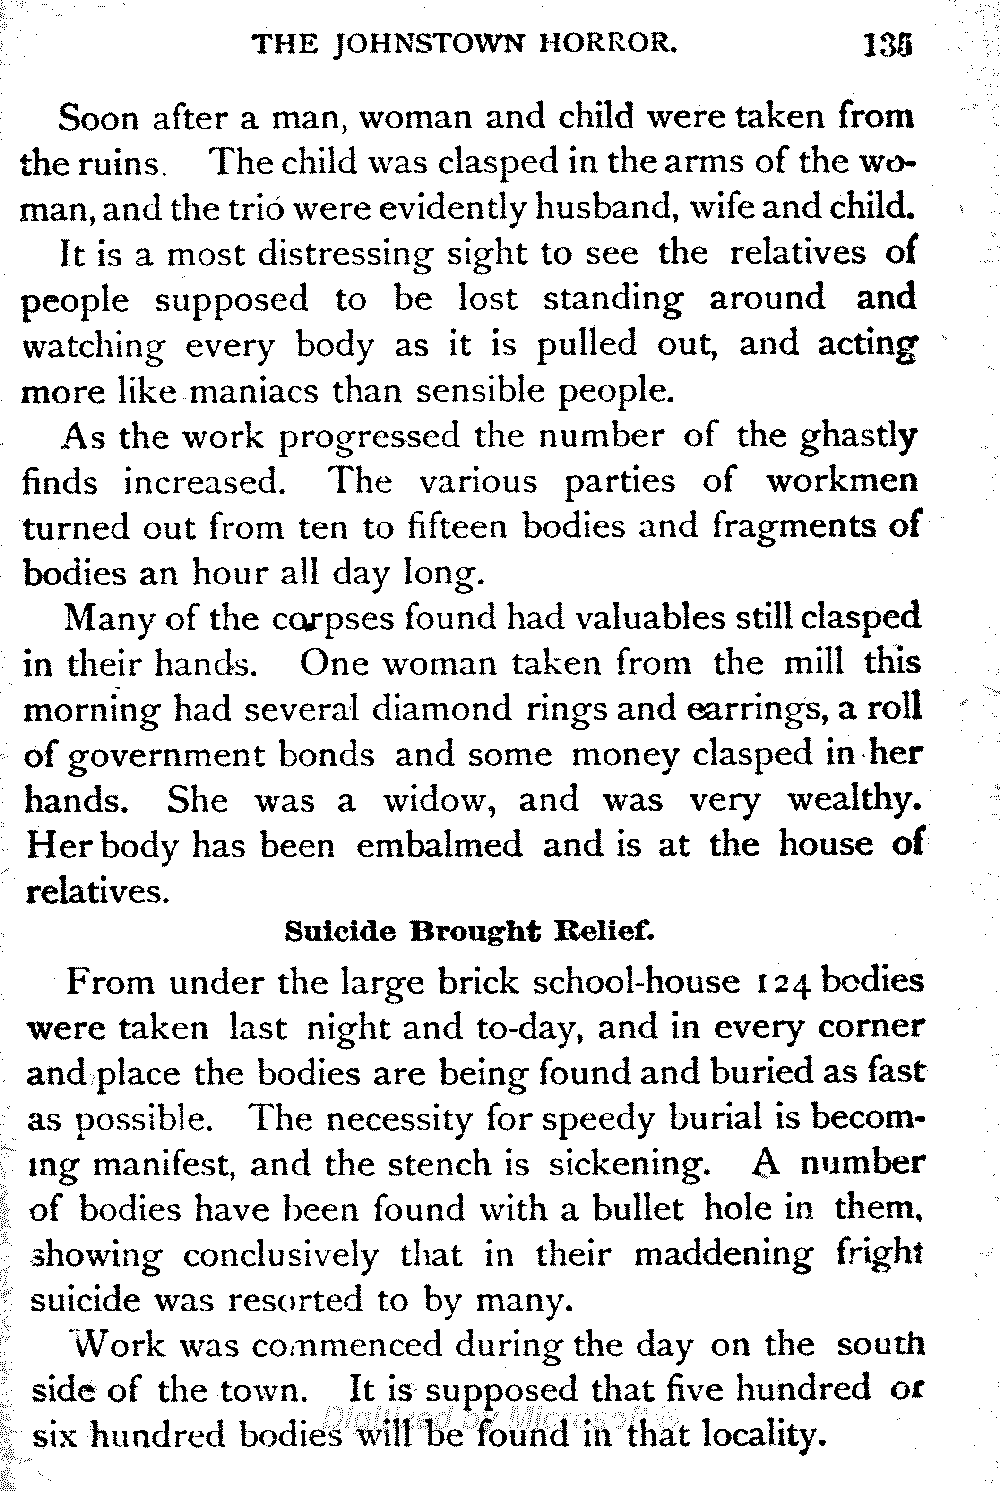 THE JOHNSTOWN HORROR. 135
Soon after a man, woman and child were taken from
the ruins. The child was clasped in the arms of the wo-
man, and the trio were evidently husband, wife and child.
It is a most distressing sight to see the relatives of
people supposed to be lost standing around and
watching every body as it is pulled out, and acting
more like maniacs than sensible people.
As the work progressed the number of the ghastly
finds increased. The various parties of workmen
turned out from ten to fifteen bodies and fragments of
bodies an hour all day long.
Many of the corpses found had valuables still clasped
in their hands. One woman taken from the mill this
morning had several diamond rings and earrings, a roll
of government bonds and some money clasped in her
hands. She was a widow, and was very wealthy.
Her body has been embalmed and is at the house of
relatives.
Suicide Brought Relief.
From under the large brick school-house 124 bodies
were taken last night and to-day, and in every corner
and place the bodies are being found and buried as fast
as possible. The necessity for speedy burial is becom-
ing manifest, and the stench is sickening. A number
of bodies have been found with a bullet hole in them,
showing conclusively that in their maddening fright
suicide was resorted to by many.
Work was commenced during the day on the south
side of the town. It is supposed that five hundred or
six hundred bodies will be found in that locality.
Digitized by Microsoft®